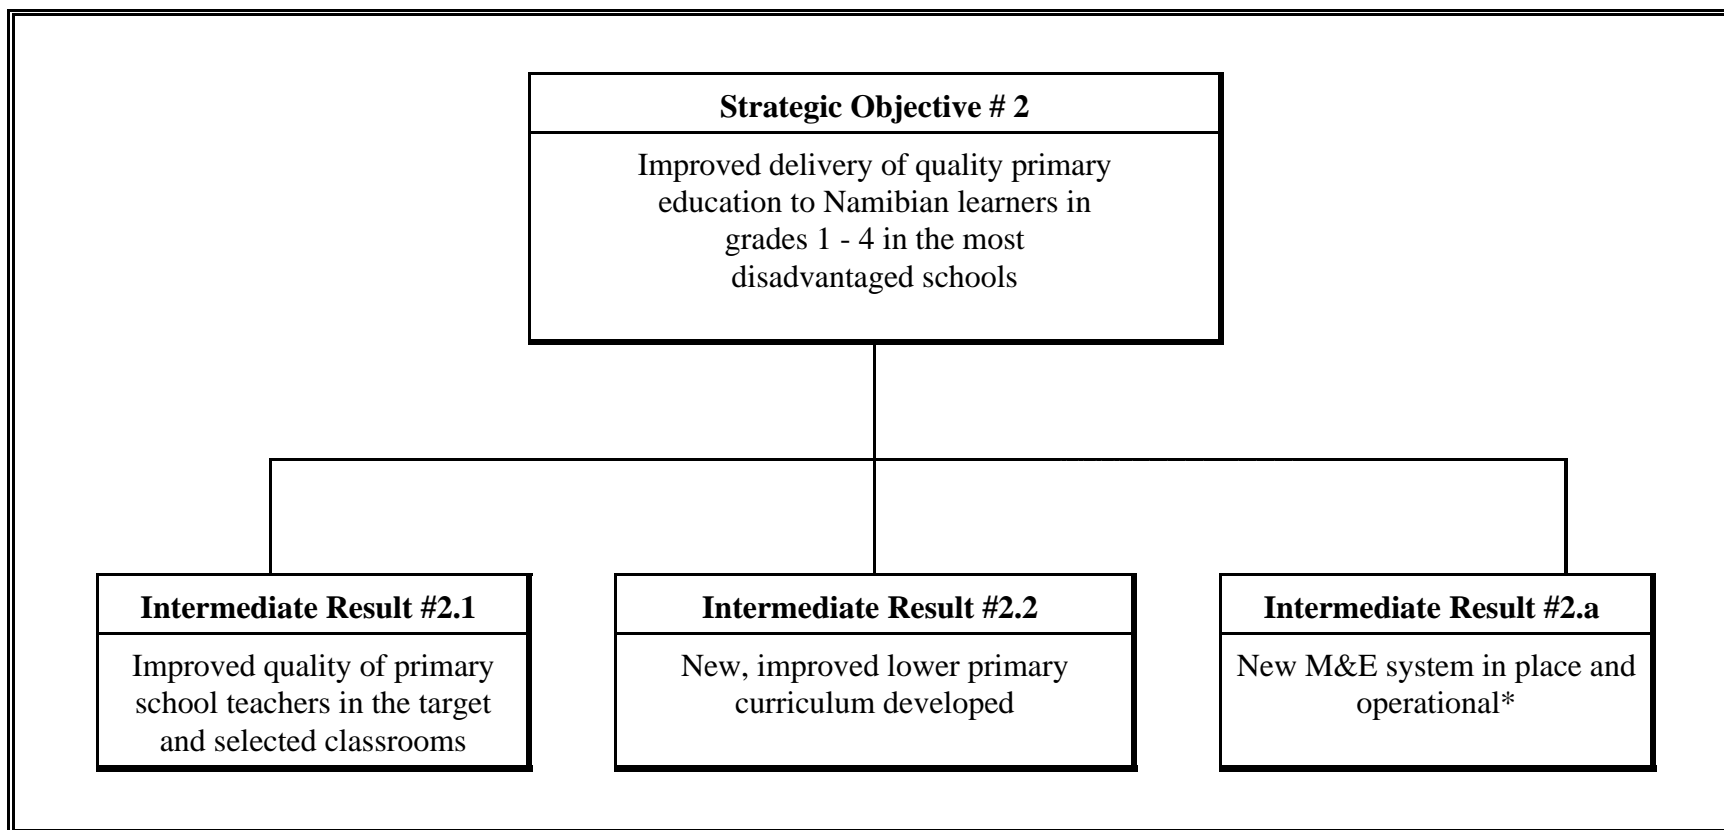 Strategic Objective # 2
Improved delivery of quality primary
education to Namibian learners in
grades 1 - 4 in the most
disadvantaged schools
Intermediate Result #2.1
Improved quality of primary
school teachers in the target
and selected classrooms
Intermediate Result #2.2
New, improved lower primary
curriculum developed
Intermediate Result #2.a
New M&E system in place and
operational*